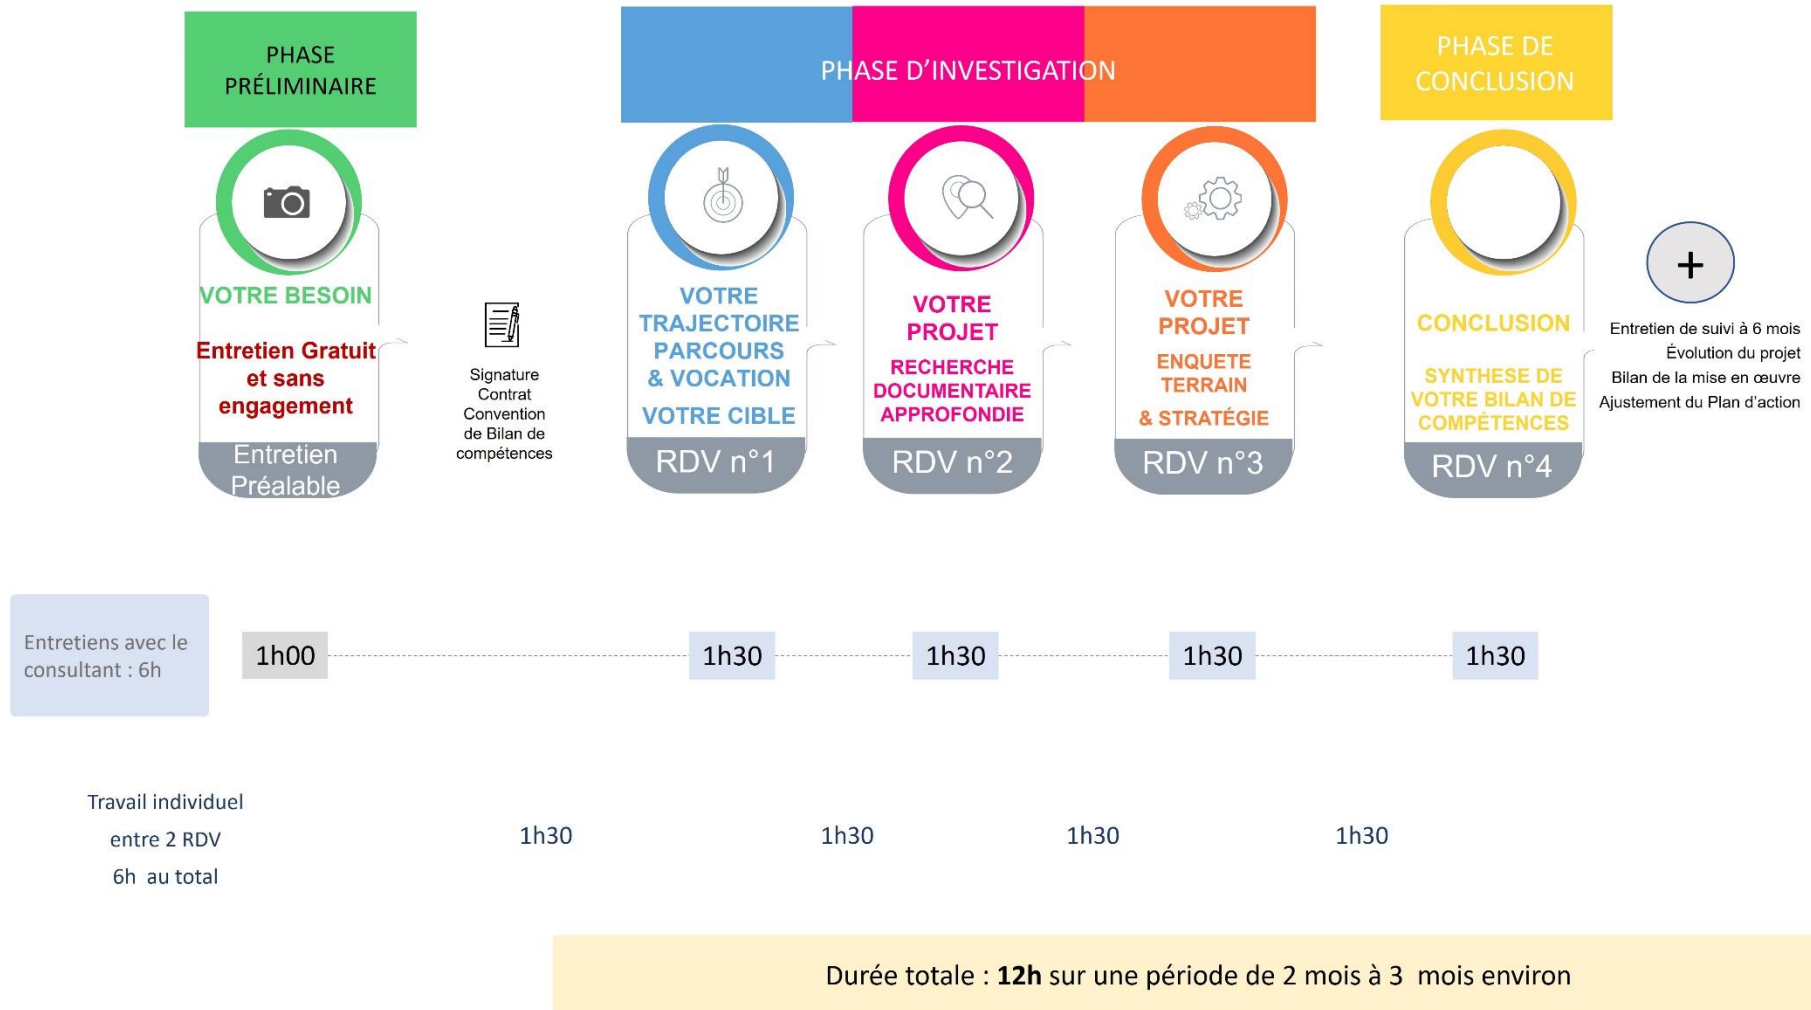 PHASE
PRÉLIMINAIRE
PHASE D’INVESTIGATION
PHASE DE
CONCLUSION
VOTRE BESOIN
Entretien Gratuit
et sans
engagement
Entretien
Préalable
Signature
Contrat
Convention
de Bilan de
compétences
VOTRE
TRAJECTOIRE
PARCOURS
& VOCATION
VOTRE CIBLE
RDV n°1
VOTRE
PROJET
RECHERCHE
DOCUMENTAIRE
APPROFONDIE
RDV n°2
VOTRE
PROJET
ENQUETE
TERRAIN
& STRATÉGIE
RDV n°3
CONCLUSION
SYNTHESE DE
VOTRE BILAN DE
COMPÉTENCES
RDV n°4
+
Entretien de suivi à 6 mois
Évolution du projet
Bilan de la mise en œuvre
Ajustement du Plan d’action
Entretiens avec le
consultant : 6h
1h00
1h30
1h30
1h30
1h30
Travail individuel
entre 2 RDV
6h au total
1h30
1h30
1h30
1h30
Durée totale : 12h sur une période de 2 mois à 3 mois environ